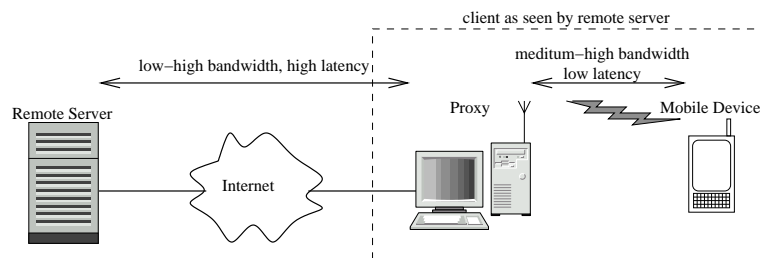 client as seen by remote server
meditum−high bandwidth
low−high bandwidth, high latency
low latency
Remote Server
Proxy
Mobile Device
Internet